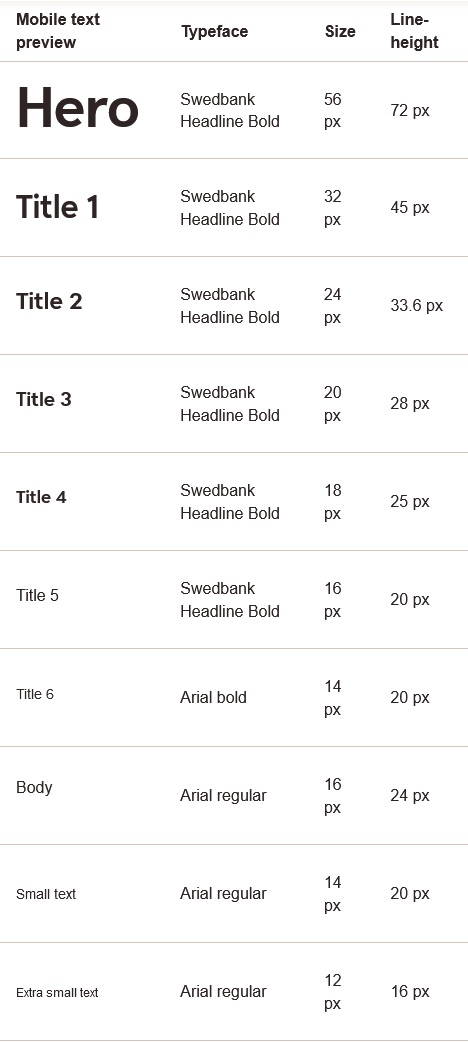 Mobile text preview Typeface Size Line-height
Hero Swedbank Headline Bold 56 px 72 px
Title 1 Swedbank Headline Bold 32 px 45 px
Title 2 Swedbank Headline Bold 24 px 33.6 px
Title 3 Swedbank Headline Bold 20 px 28 px
Title 4 Swedbank Headline Bold 18 px 25 px
Title 5 Swedbank Headline Bold 16 px 20 px
Title 6 Arial bold 14 px 20 px
Body Arial regular 16 px 24 px
Small text Arial regular 14 px 20 px
Extra small text Arial regular 12 px 16 px